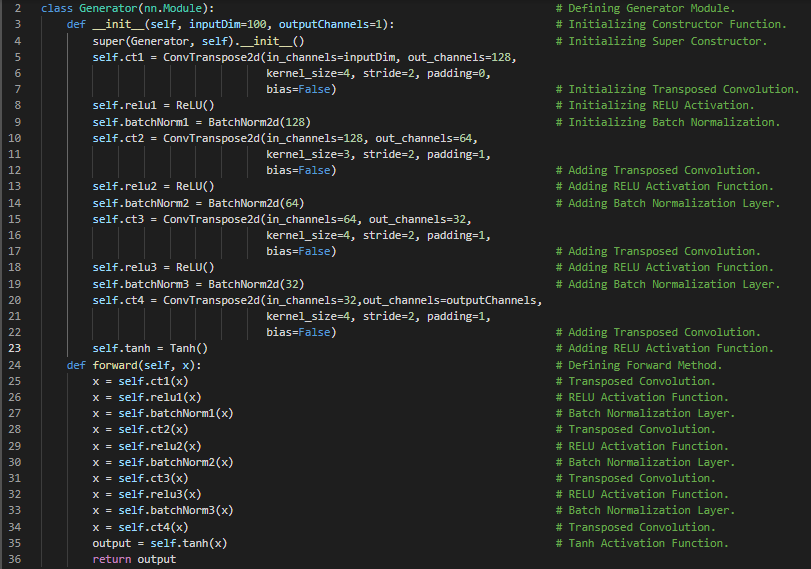 2 class Generator(nn.Module): # Defining Generator Module.
3 def __init__(self, inputDim=100, outputChannels=1): # Initializing Constructor Function.
4 super(Generator, self).__init__() # Initializing Super Constructor.
5 self.ct1 = ConvTranspose2d(in_channels=inputDim, out_channels=128,
6 kernel_size=4, stride=2, padding=0,
7 bias=False) # Initializing Transposed Convolution.
8 self.relu1 = ReLU() # Initializing RELU Activation.
9 self.batchNorm1 = BatchNorm2d(128) # Initializing Batch Normalization.
10 self.ct2 = ConvTranspose2d(in_channels=128, out_channels=64,
11 kernel_size=3, stride=2, padding=1,
12 bias=False) # Adding Transposed Convolution.
13 self.relu2 = ReLU() # Adding RELU Activation Function.
14 self.batchNorm2 = BatchNorm2d(64) # Adding Batch Normalization Layer.
15 self.ct3 = ConvTranspose2d(in_channels=64, out_channels=32,
16 kernel_size=4, stride=2, padding=1,
17 bias=False) # Adding Transposed Convolution.
18 self.relu3 = ReLU() # Adding RELU Activation Function.
19 self.batchNorm3 = BatchNorm2d(32) # Adding Batch Normalization Layer.
20 self.ct4 = ConvTranspose2d(in_channels=32,out_channels=outputChannels,
21 kernel_size=4, stride=2, padding=1,
22 bias=False) # Adding Transposed Convolution.
23 self.tanh = Tanh() # Adding RELU Activation Function.
24 def forward(self, x): # Defining Forward Method.
25 x = self.ct1(x) # Transposed Convolution.
26 x = self.relu1(x) # RELU Activation Function.
27 x = self.batchNorm1(x) # Batch Normalization Layer.
28 x = self.ct2(x) # Transposed Convolution.
29 x = self.relu2(x) # RELU Activation Function.
30 x = self.batchNorm2(x) # Batch Normalization Layer.
31 x = self.ct3(x) # Transposed Convolution.
32 x = self.relu3(x) # RELU Activation Function.
33 x = self.batchNorm3(x) # Batch Normalization Layer.
34 x = self.ct4(x) # Transposed Convolution.
35 output = self.tanh(x) # Tanh Activation Function.
36 return output